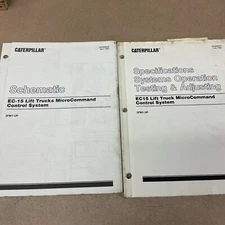 CATERPILLAR
Schematic
EC-15 Lift Trucks MicroCommand
Control System
CATERPILLAR
Specifications
Systems Operation
Testing & Adjusting
EC15 Lift Trucks MicroCommand
Control System